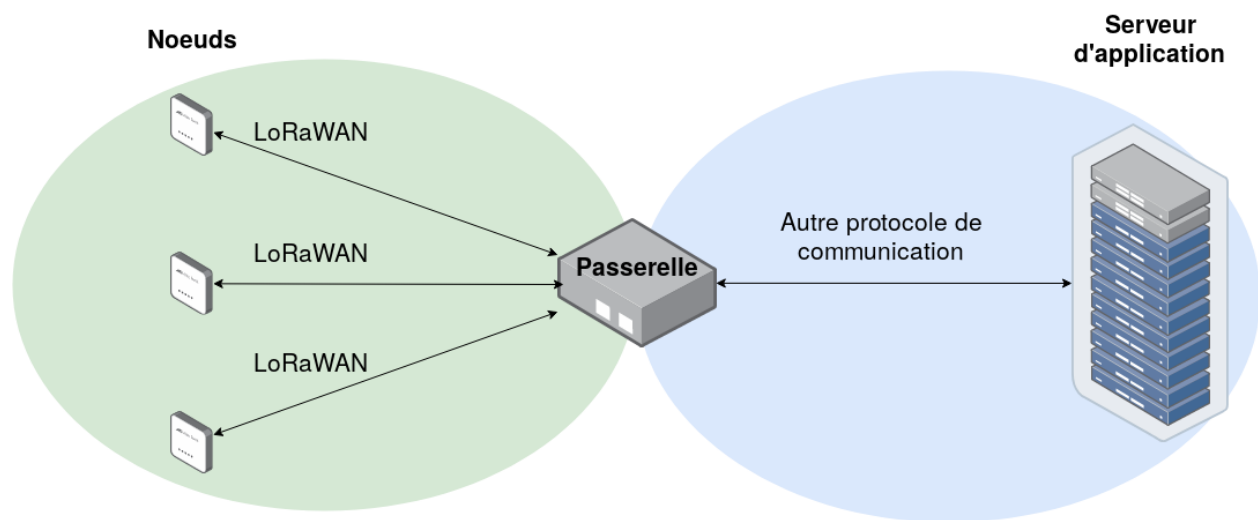 Noeuds
Serveur
d'application
LoRaWAN
LoRaWAN
LoRaWAN
Passerelle
Autre protocole de
communication